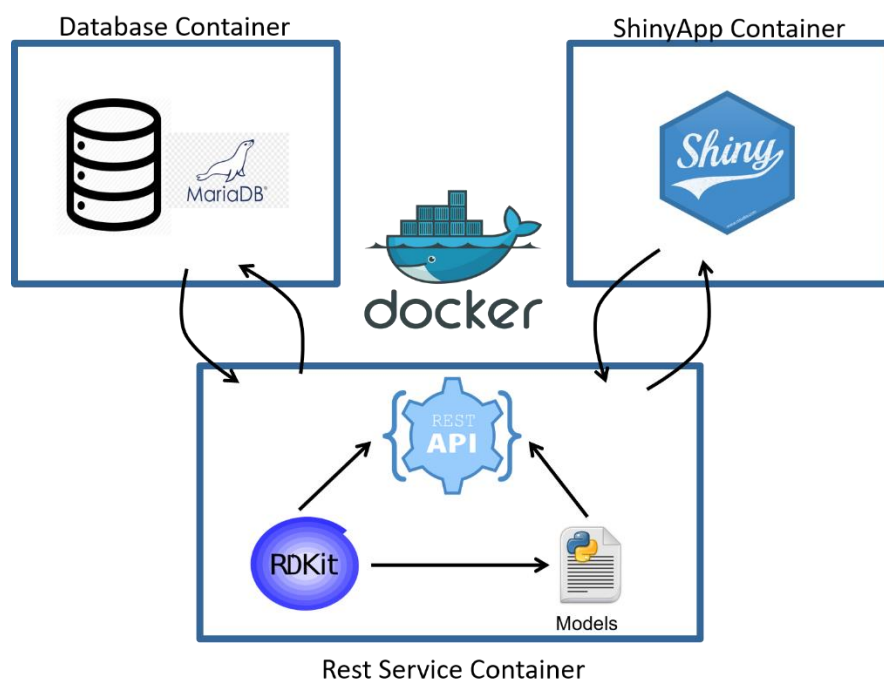 Database Container
ShinyApp Container
MariaDB®
Shiny
docker
REST
API
RDKit
Models
Rest Service Container